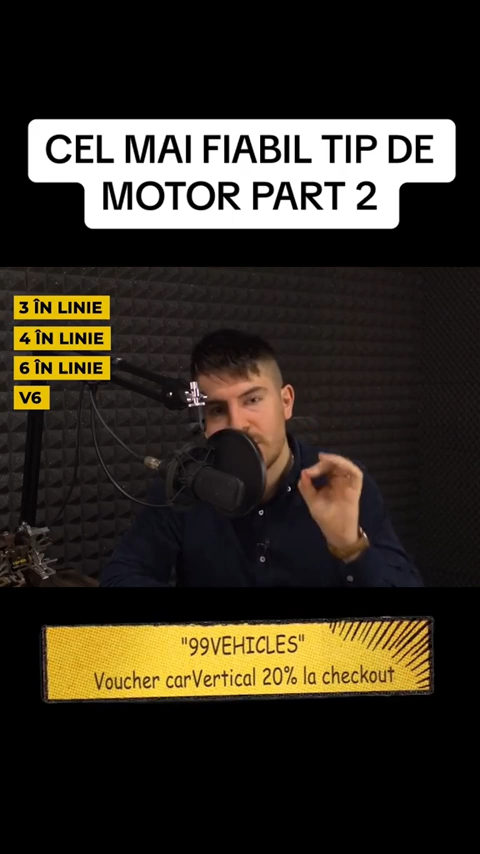 CEL MAI FIABIL TIP DE
MOTOR PART 2
3 ÎN LINIE
4 ÎN LINIE
6 ÎN LINIE
V6
"99VEHICLES"
Voucher carVertical 20% la checkout